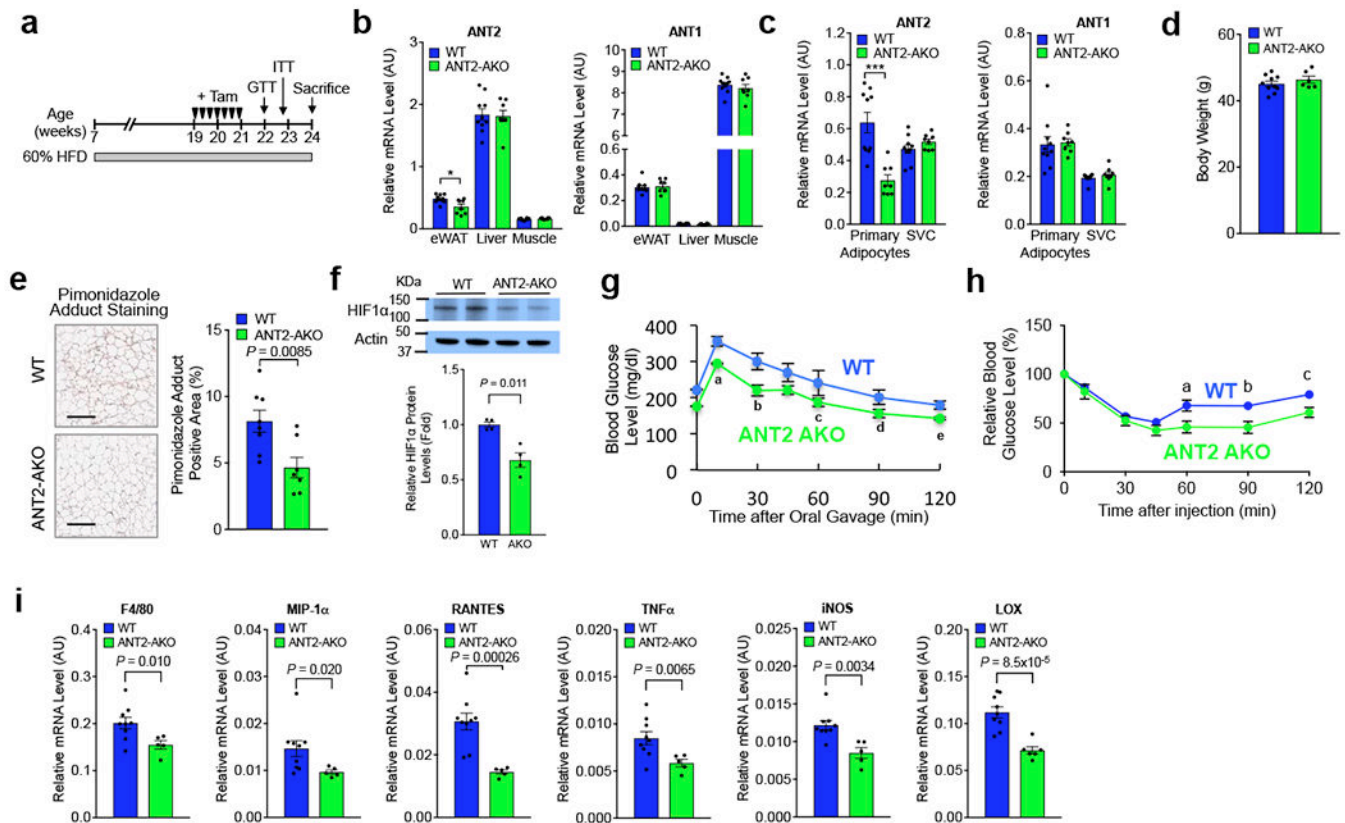 a
Age
(weeks)
+ Tam
GTT
ITT
Sacrifice
7
19
20
21
22
23
24
60% HFD
b
ANT2
WT
ANT2-AKO
Relative mRNA Level (AU)
3
2
1
0
*
eWAT
Liver
Muscle
ANT1
WT
ANT2-AKO
Relative mRNA Level (AU)
10
9
8
7
6
0.6
0.4
0.2
0.0
eWAT
Liver
Muscle
c
ANT2
WT
ANT2-AKO
Relative mRNA Level (AU)
1.0
0.8
0.6
0.4
0.2
0.0
***
Primary
Adipocytes
SVC
ANT1
WT
ANT2-AKO
Relative mRNA Level (AU)
0.8
0.6
0.4
0.2
0.0
Primary
Adipocytes
SVC
d
WT
ANT2-AKO
Body Weight (g)
60
40
20
0
e
Pimonidazole
Adduct Staining
WT
ANT2-AKO
WT
ANT2-AKO
P = 0.0085
Pimonidazole Adduct
Positive Area (%)
15
10
5
0
f
KDa
WT
ANT2-AKO
HIF1α
150
100
Actin
50
37
P = 0.011
Relative HIF1α Protein
Levels (Fold)
1.5
1.0
0.5
0.0
WT
AKO
g
Blood Glucose
Level (mg/dl)
400
300
200
100
0
WT
ANT2 AKO
a
b
c
d
e
0
30
60
90
120
Time after Oral Gavage (min)
h
Relative Blood
Glucose Level (%)
150
100
50
0
a
b
c
WT
ANT2 AKO
0
30
60
90
120
Time after injection (min)
i
F4/80
WT
ANT2-AKO
P = 0.010
Relative mRNA Level (AU)
0.4
0.3
0.2
0.1
0.0
MIP-1α
WT
ANT2-AKO
P = 0.020
Relative mRNA Level (AU)
0.04
0.03
0.02
0.01
0.00
RANTES
WT
ANT2-AKO
P = 0.00026
Relative mRNA Level (AU)
0.06
0.04
0.02
0.00
TNFα
WT
ANT2-AKO
P = 0.0065
Relative mRNA Level (AU)
0.020
0.015
0.010
0.005
0.000
iNOS
WT
ANT2-AKO
P = 0.0034
Relative mRNA Level (AU)
0.025
0.020
0.015
0.010
0.005
0.000
LOX
WT
ANT2-AKO
P = 8.5x10-5
Relative mRNA Level (AU)
0.20
0.15
0.10
0.05
0.00